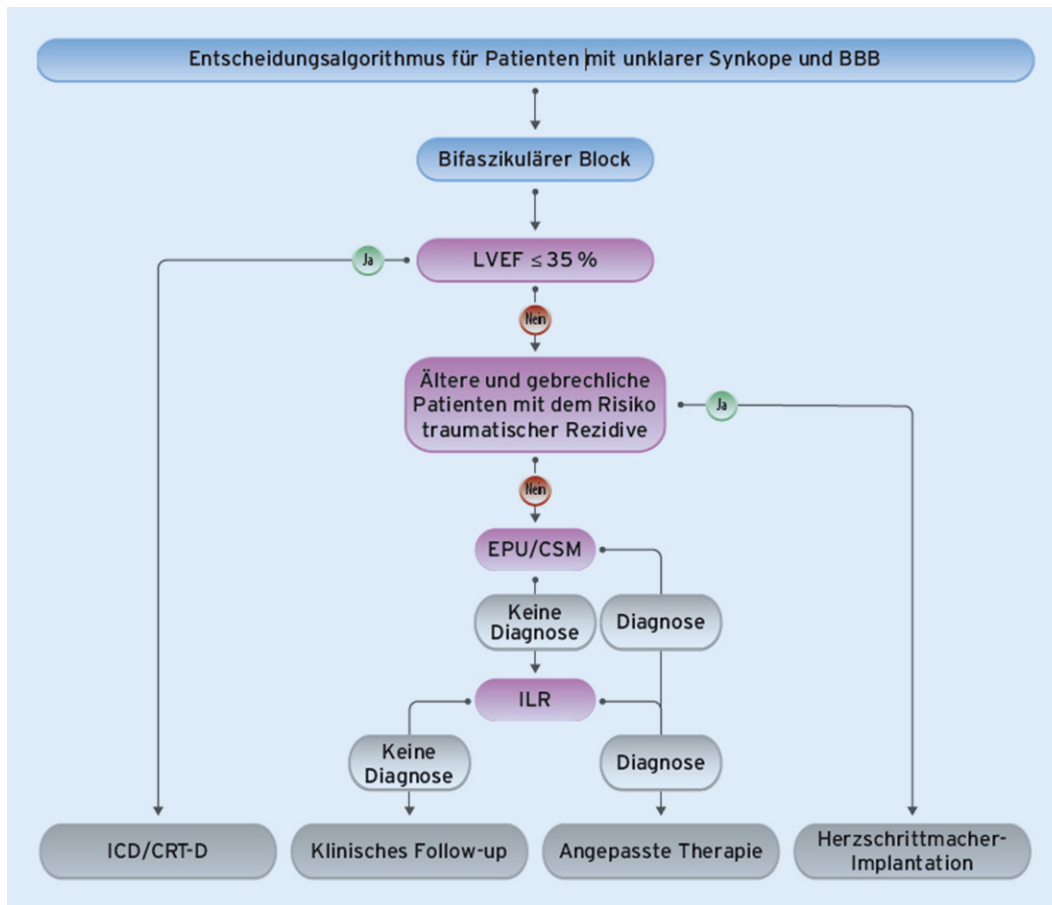 Entscheidungsalgorithmus für Patienten mit unklarer Synkope und BBB
Bifaszikulärer Block
Ja
LVEF ≤ 35 %
Nein
Ältere und gebrechliche
Patienten mit dem Risiko
traumatischer Rezidive
Ja
Nein
EPU/CSM
Keine
Diagnose
Diagnose
ILR
Keine
Diagnose
Diagnose
ICD/CRT-D
Klinisches Follow-up
Angepasste Therapie
Herzschrittmacher-
Implantation